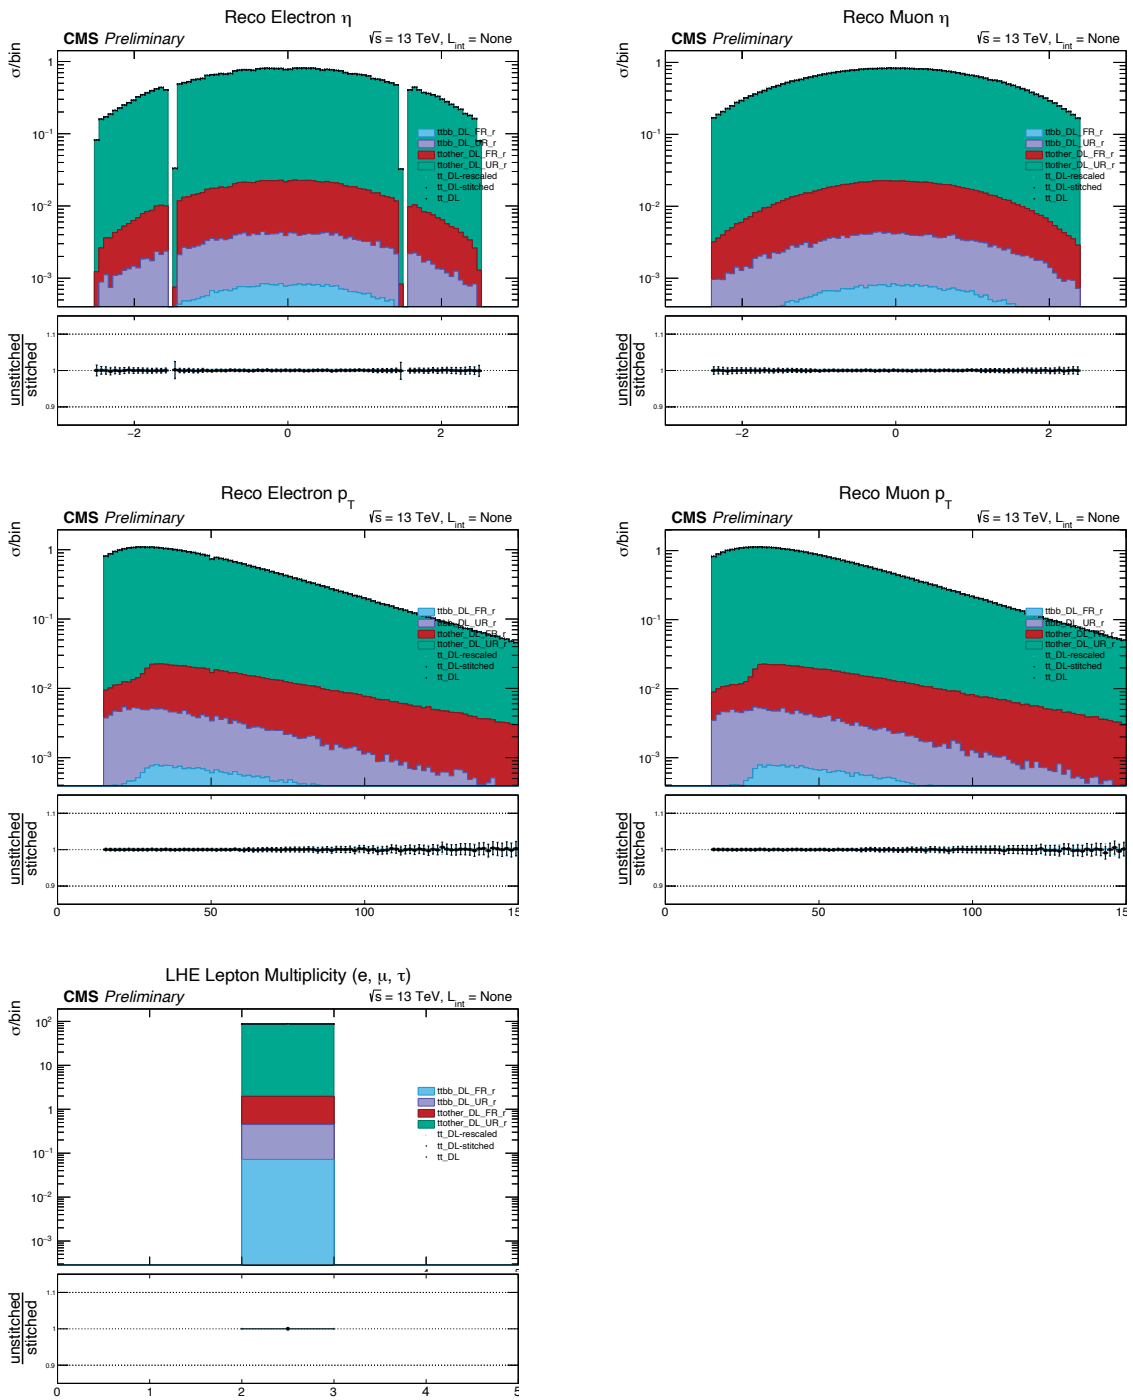 Reco Electron η
CMS Preliminary
√s = 13 TeV, L_int = None
σ/bin
1
10⁻¹
10⁻²
10⁻³
ttbb_DL_FR_r
ttbb_DL_UR_r
ttother_DL_FR_r
ttother_DL_UR_r
tt_DL-rescaled
tt_DL-stitched
tt_DL
unstitched
stitched
1.1
1
0.9
−2 0 2
Reco Muon η
CMS Preliminary
√s = 13 TeV, L_int = None
σ/bin
1
10⁻¹
10⁻²
10⁻³
ttbb_DL_FR_r
ttbb_DL_UR_r
ttother_DL_FR_r
ttother_DL_UR_r
tt_DL-rescaled
tt_DL-stitched
tt_DL
unstitched
stitched
1.1
1
0.9
−2 0 2
Reco Electron p_T
CMS Preliminary
√s = 13 TeV, L_int = None
σ/bin
1
10⁻¹
10⁻²
10⁻³
ttbb_DL_FR_r
ttbb_DL_UR_r
ttother_DL_FR_r
ttother_DL_UR_r
tt_DL-rescaled
tt_DL-stitched
tt_DL
unstitched
stitched
1.1
1
0.9
0 50 100 15
Reco Muon p_T
CMS Preliminary
√s = 13 TeV, L_int = None
σ/bin
1
10⁻¹
10⁻²
10⁻³
ttbb_DL_FR_r
ttbb_DL_UR_r
ttother_DL_FR_r
ttother_DL_UR_r
tt_DL-rescaled
tt_DL-stitched
tt_DL
unstitched
stitched
1.1
1
0.9
0 50 100 15
LHE Lepton Multiplicity (e, μ, τ)
CMS Preliminary
√s = 13 TeV, L_int = None
σ/bin
10²
10
1
10⁻¹
10⁻²
10⁻³
ttbb_DL_FR_r
ttbb_DL_UR_r
ttother_DL_FR_r
ttother_DL_UR_r
tt_DL-rescaled
tt_DL-stitched
tt_DL
unstitched
stitched
1.1
1
0.9
0 1 2 3 4 5